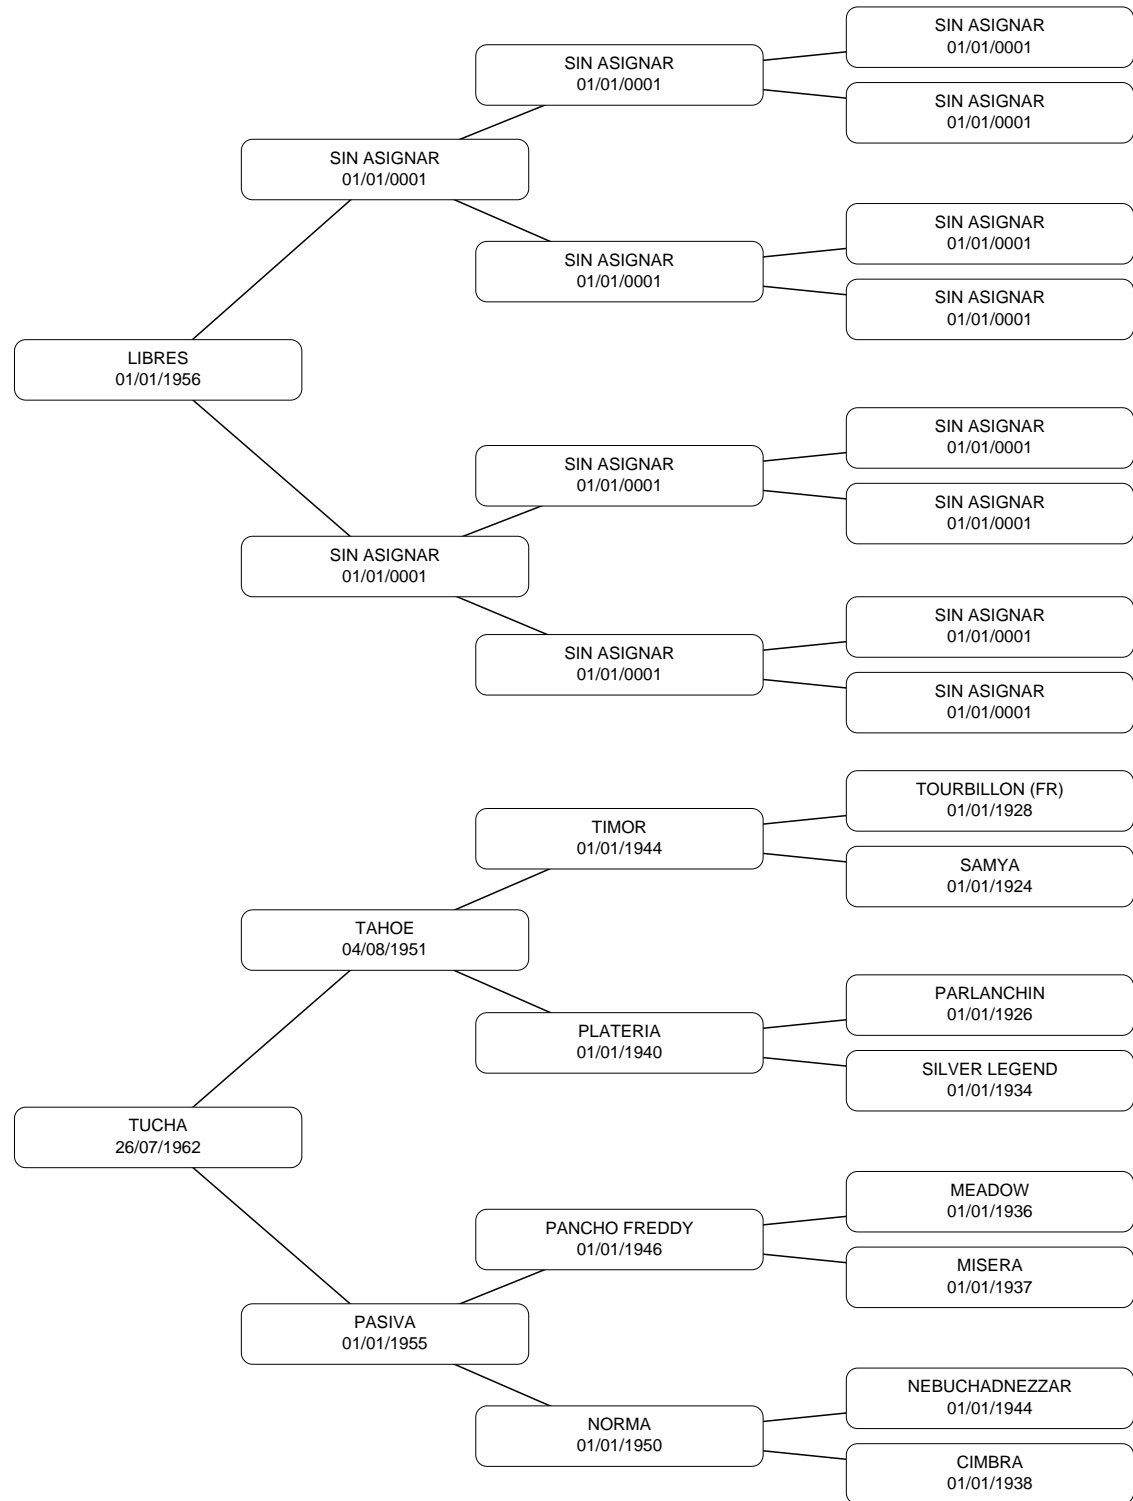 SIN ASIGNAR
01/01/0001
SIN ASIGNAR
01/01/0001
SIN ASIGNAR
01/01/0001
SIN ASIGNAR
01/01/0001
SIN ASIGNAR
01/01/0001
SIN ASIGNAR
01/01/0001
SIN ASIGNAR
01/01/0001
LIBRES
01/01/1956
SIN ASIGNAR
01/01/0001
SIN ASIGNAR
01/01/0001
SIN ASIGNAR
01/01/0001
SIN ASIGNAR
01/01/0001
SIN ASIGNAR
01/01/0001
SIN ASIGNAR
01/01/0001
SIN ASIGNAR
01/01/0001
TOURBILLON (FR)
01/01/1928
TIMOR
01/01/1944
SAMYA
01/01/1924
TAHOE
04/08/1951
PARLANCHIN
01/01/1926
PLATERIA
01/01/1940
SILVER LEGEND
01/01/1934
TUCHA
26/07/1962
MEADOW
01/01/1936
PANCHO FREDDY
01/01/1946
MISERA
01/01/1937
PASIVA
01/01/1955
NEBUCHADNEZZAR
01/01/1944
NORMA
01/01/1950
CIMBRA
01/01/1938